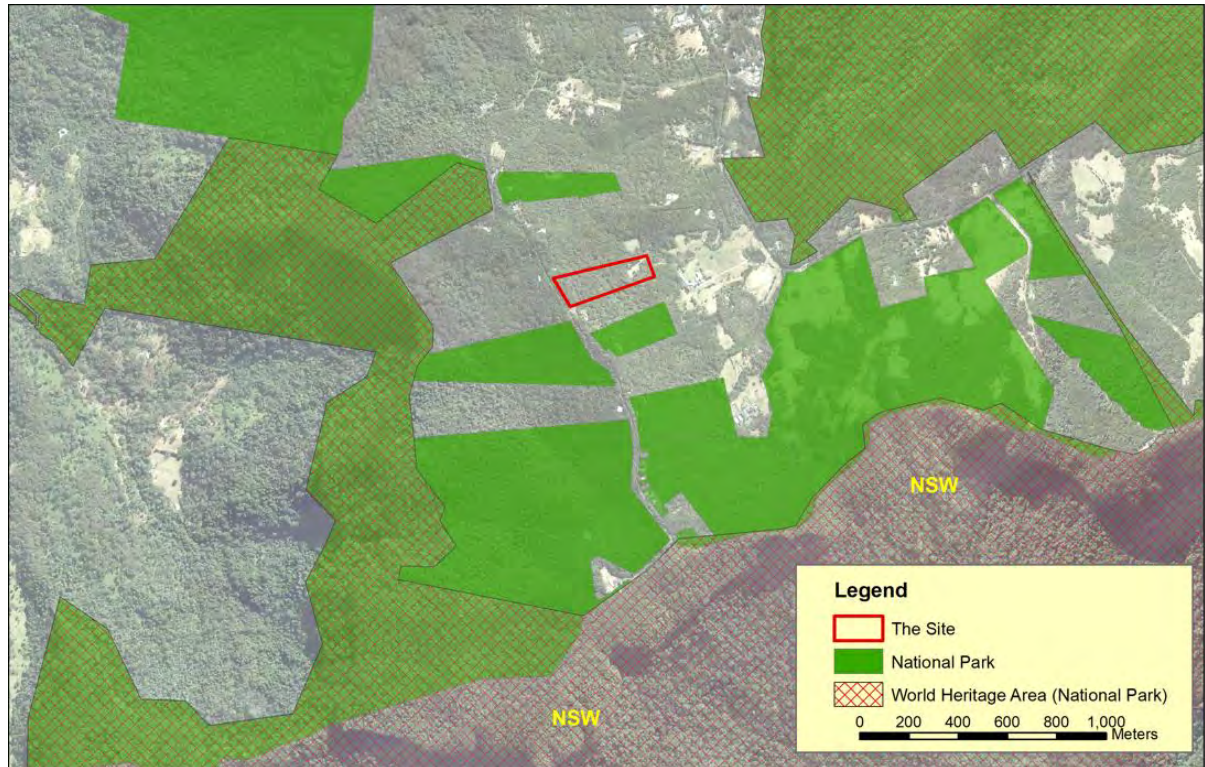 NSW
NSW
Legend
The Site
National Park
World Heritage Area (National Park)
0 200 400 600 800 1,000
Meters